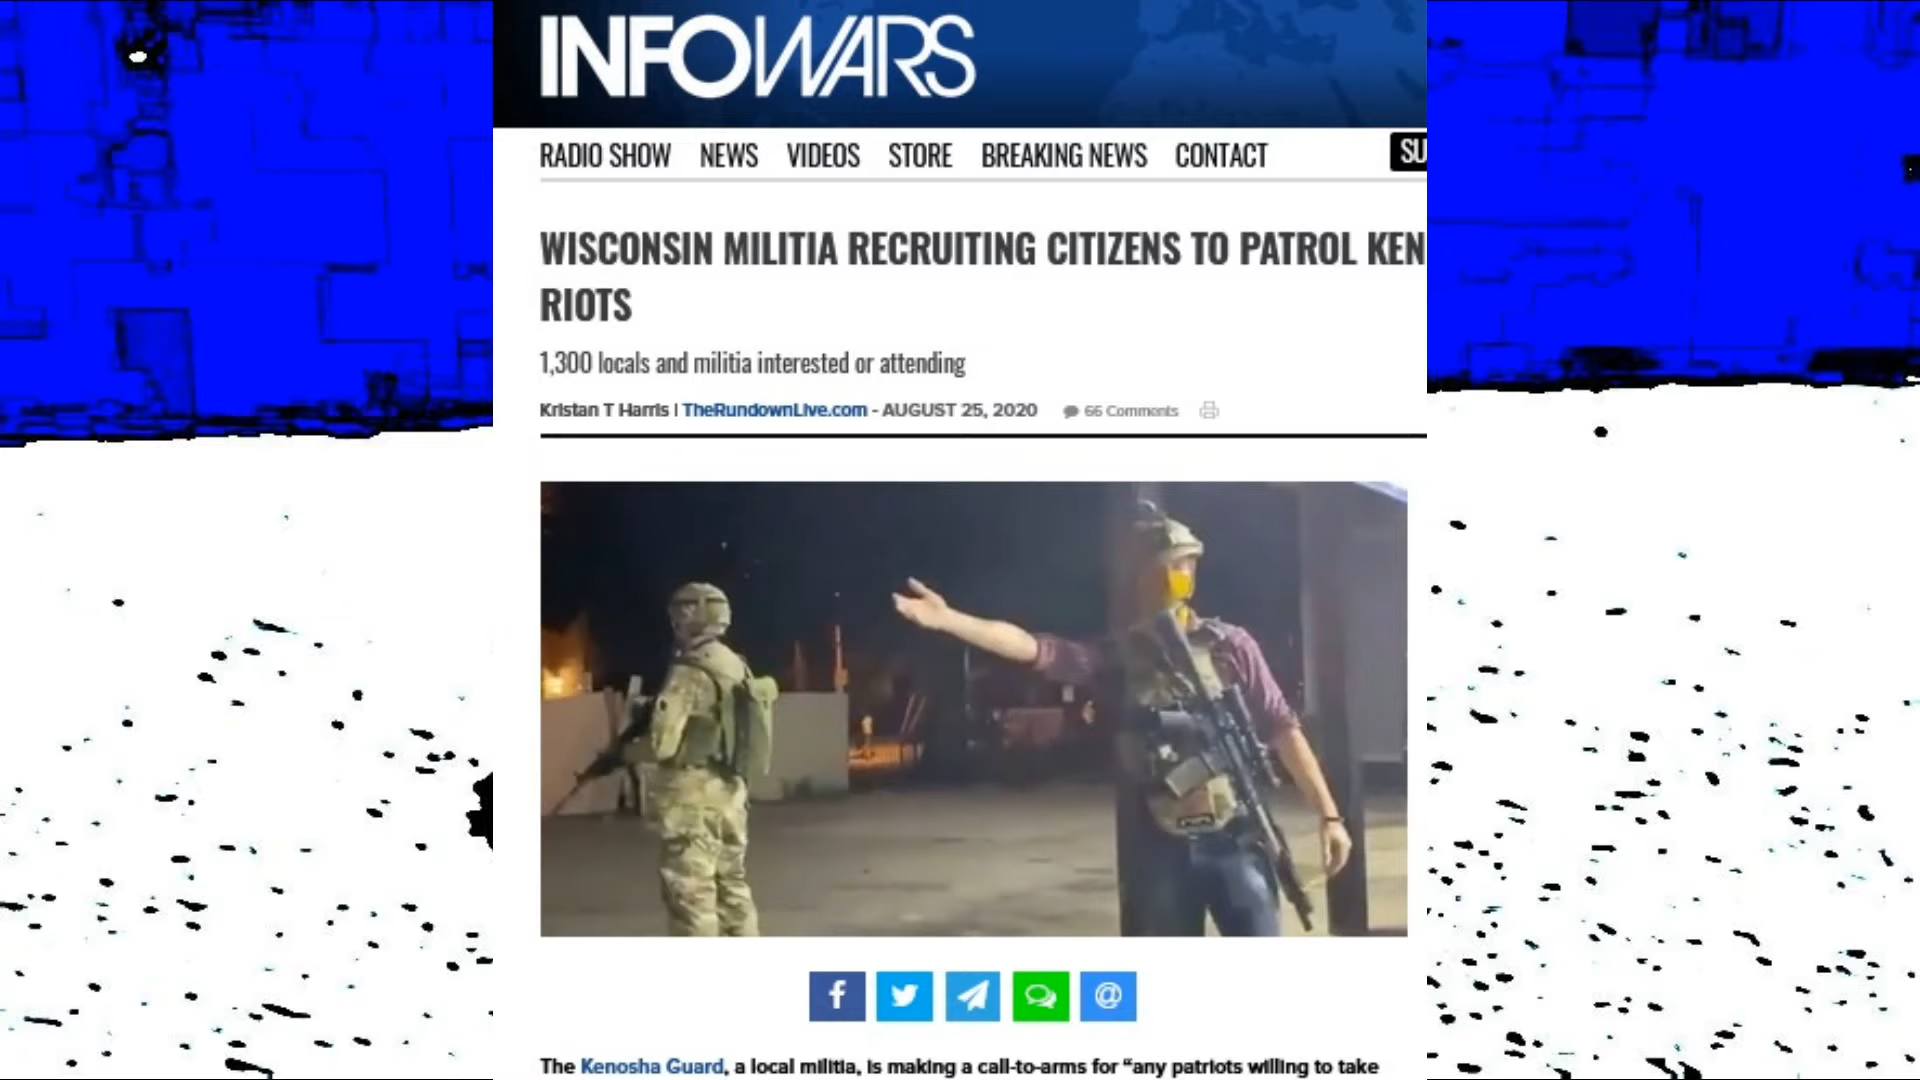 INFOWARS
RADIO SHOW NEWS VIDEOS STORE BREAKING NEWS CONTACT SU
WISCONSIN MILITIA RECRUITING CITIZENS TO PATROL KEN
RIOTS
1,300 locals and militia interested or attending
Kristan T Harris | TheRundownLive.com - AUGUST 25, 2020 66 Comments
The Kenosha Guard, a local militia, is making a call-to-arms for “any patriots willing to take